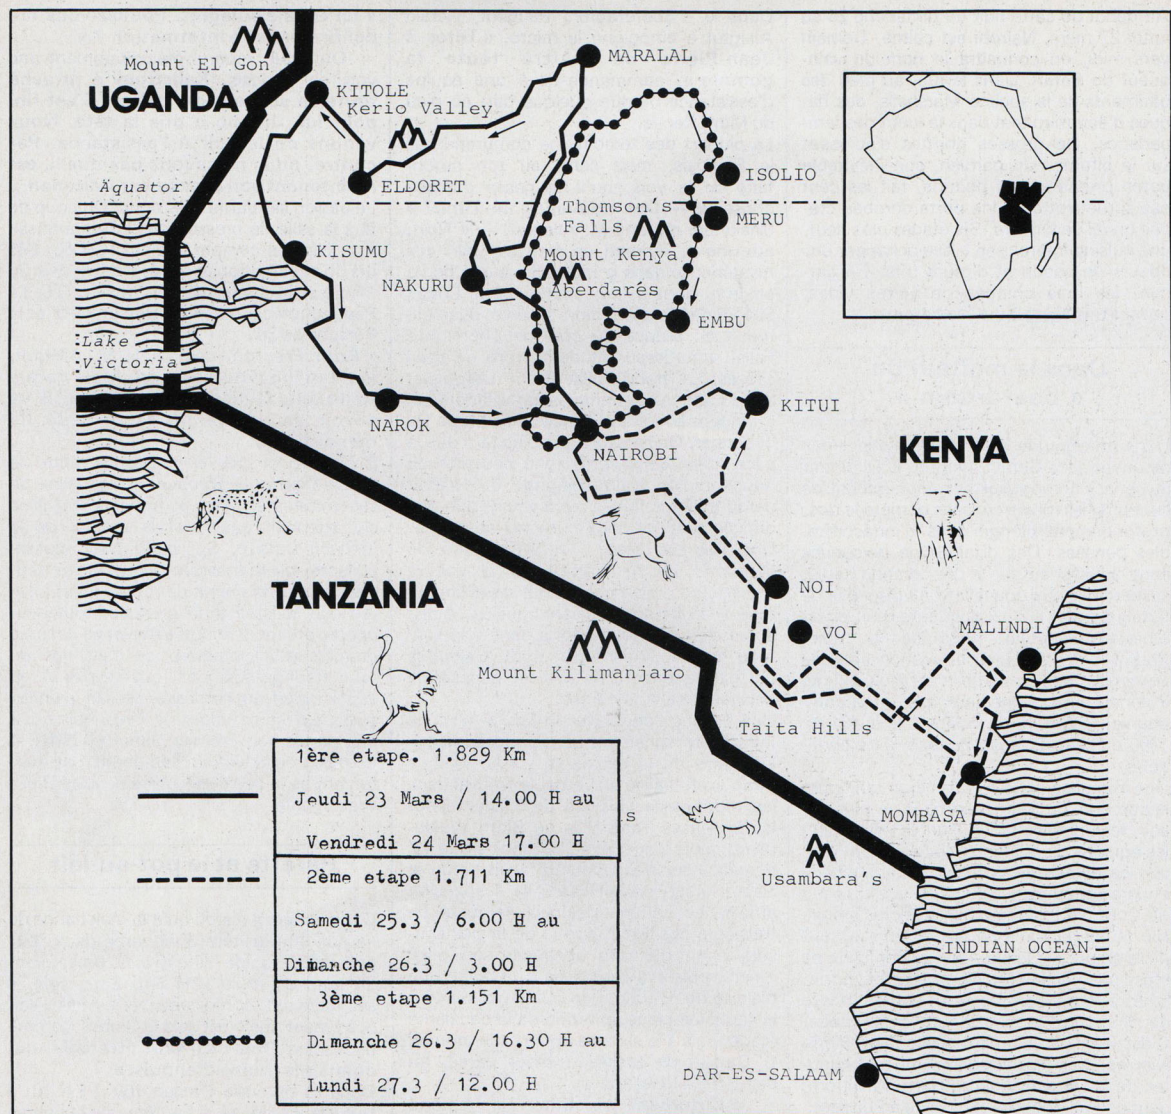 Mount El Gon
MARALAL
UGANDA
KITOLE
Kerio Valley
ELDORET
ISOLIO
Äquator
Thomson's
Falls
MERU
KISUMU
Mount Kenya
NAKURU
Aberdarés
EMBU
Lake
Victoria
KITUI
NAROK
NAIROBI
KENYA
NOI
TANZANIA
VOI
MALINDI
Mount Kilimanjaro
Taita Hills
1ère etape. 1.829 Km
Jeudi 23 Mars / 14.00 H au
Vendredi 24 Mars 17.00 H
s
MOMBASA
2ème etape 1.711 Km
Usambara's
Samedi 25.3 / 6.00 H au
INDIAN OCEAN
Dimanche 26.3 / 3.00 H
3ème etape 1.151 Km
Dimanche 26.3 / 16.30 H au
DAR-ES-SALAAM
Lundi 27.3 / 12.00 H